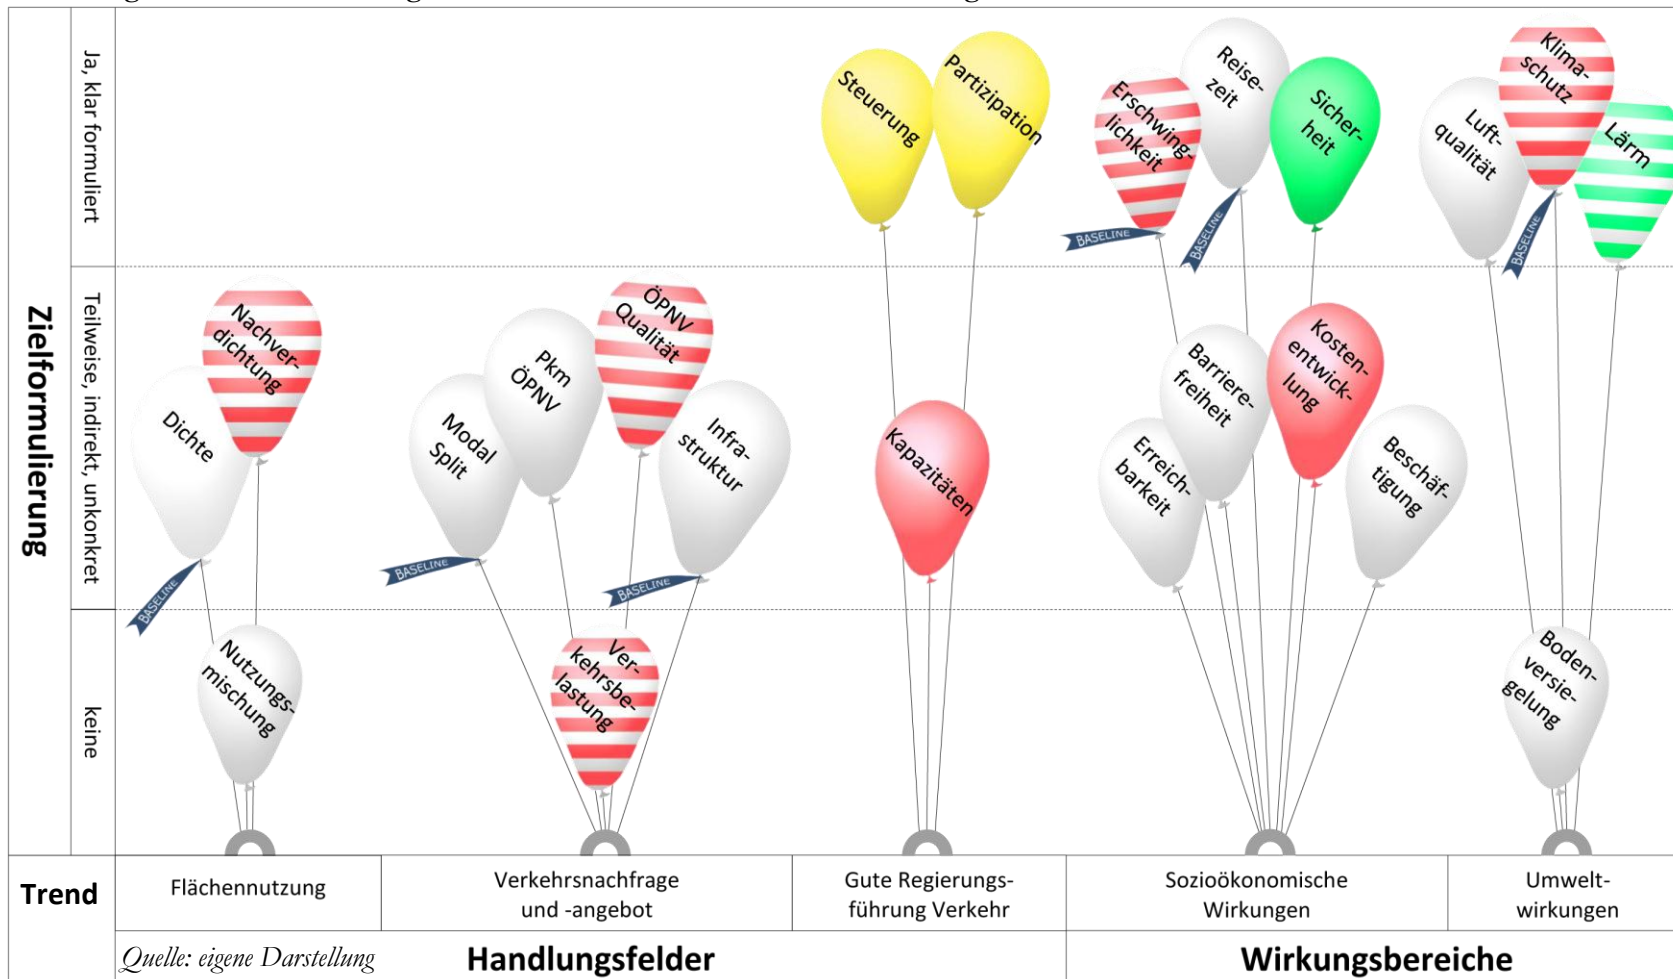 Zielformulierung
Ja, klar formuliert
Teilweise, indirekt, unkonkret
keine
Steuerung
Partizipation
Erschwing-
lichkeit
BASELINE
Reise-
zeit
BASELINE
Sicher-
heit
Luft-
qualität
Klima-
schutz
BASELINE
Lärm
Dichte
BASELINE
Nachver-
dichtung
Modal
Split
BASELINE
Pkm
ÖPNV
ÖPNV
Qualität
Infra-
struktur
BASELINE
Kapazitäten
Erreich-
barkeit
Barriere-
freiheit
Kosten-
entwick-
lung
Beschäf-
tigung
Nutzungs-
mischung
Ver-
kehrsbe-
lastung
Boden-
versie-
gelung
Trend
Flächennutzung
Verkehrsnachfrage
und -angebot
Gute Regierungs-
führung Verkehr
Sozioökonomische
Wirkungen
Umwelt-
wirkungen
Quelle: eigene Darstellung
Handlungsfelder
Wirkungsbereiche